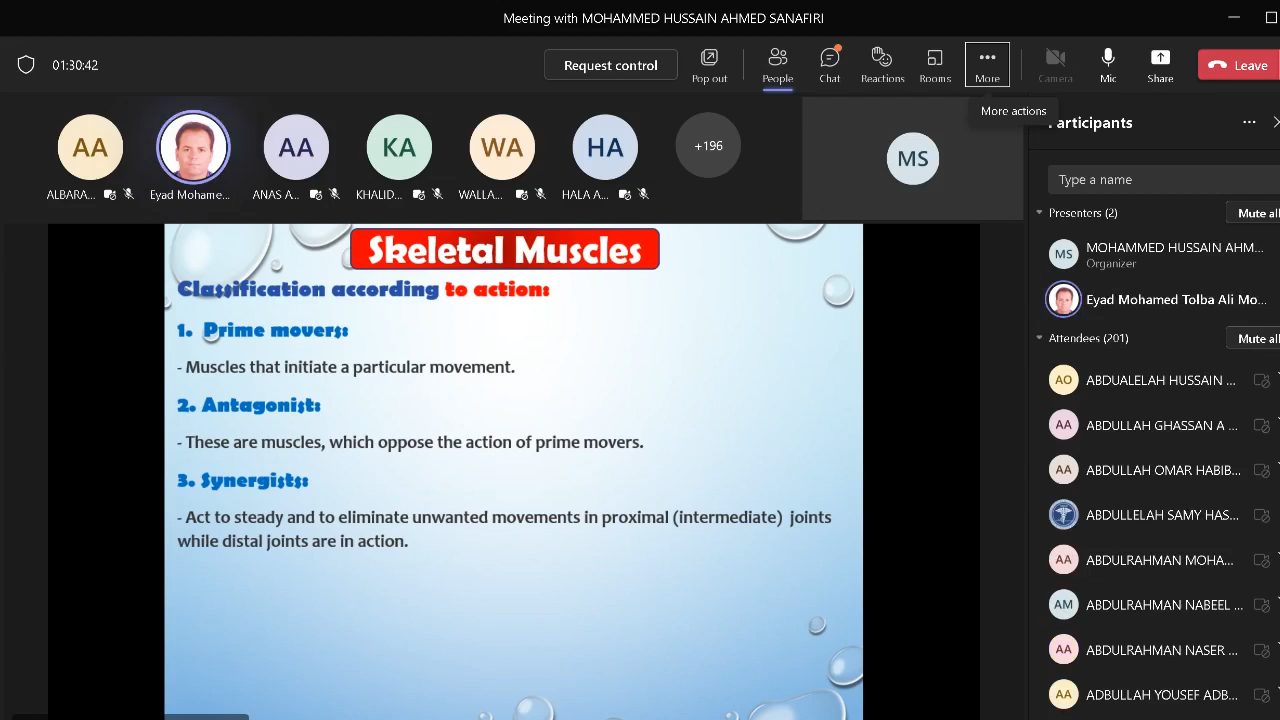 Meeting with MOHAMMED HUSSAIN AHMED SANAFIRI
01:30:42
Request control
Pop out
People
Chat
Reactions
Rooms
More
Camera
Mic
Share
Leave
More actions
AA
AA
KA
WA
HA
+196
MS
ALBARA...
Eyad Mohame...
ANAS A...
KHALID...
WALLA...
HALA A...
Participants
Type a name
Presenters (2)
Mute all
MS
MOHAMMED HUSSAIN AHM...
Organizer
Eyad Mohamed Tolba Ali Mo...
Attendees (201)
Mute all
AO
ABDUALELAH HUSSAIN ...
AA
ABDULLAH GHASSAN A ...
AA
ABDULLAH OMAR HABIB...
ABDULLELAH SAMY HAS...
AA
ABDULRAHMAN MOHA...
AM
ABDULRAHMAN NABEEL ...
AA
ABDULRAHMAN NASER ...
AA
ADBULLAH YOUSEF ADB...
Skeletal Muscles
Classification according to action:
1. Prime movers:
- Muscles that initiate a particular movement.
2. Antagonist:
- These are muscles, which oppose the action of prime movers.
3. Synergists:
- Act to steady and to eliminate unwanted movements in proximal (intermediate) joints
while distal joints are in action.